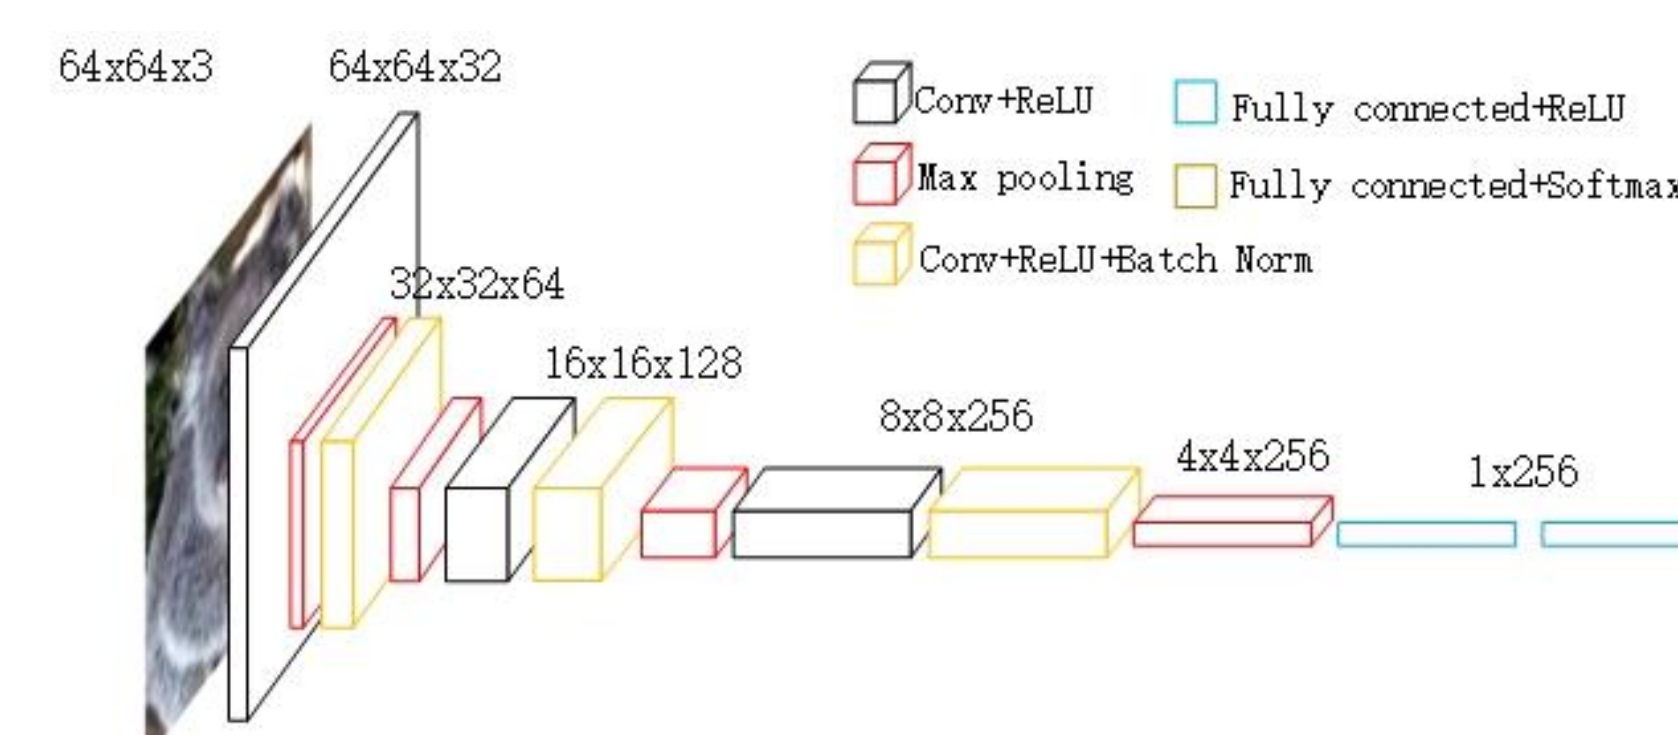 64x64x3
64x64x32
Conv+ReLU
Fully connected+ReLU
Max pooling
Fully connected+Softmax
Conv+ReLU+Batch Norm
32x32x64
16x16x128
8x8x256
4x4x256
1x256